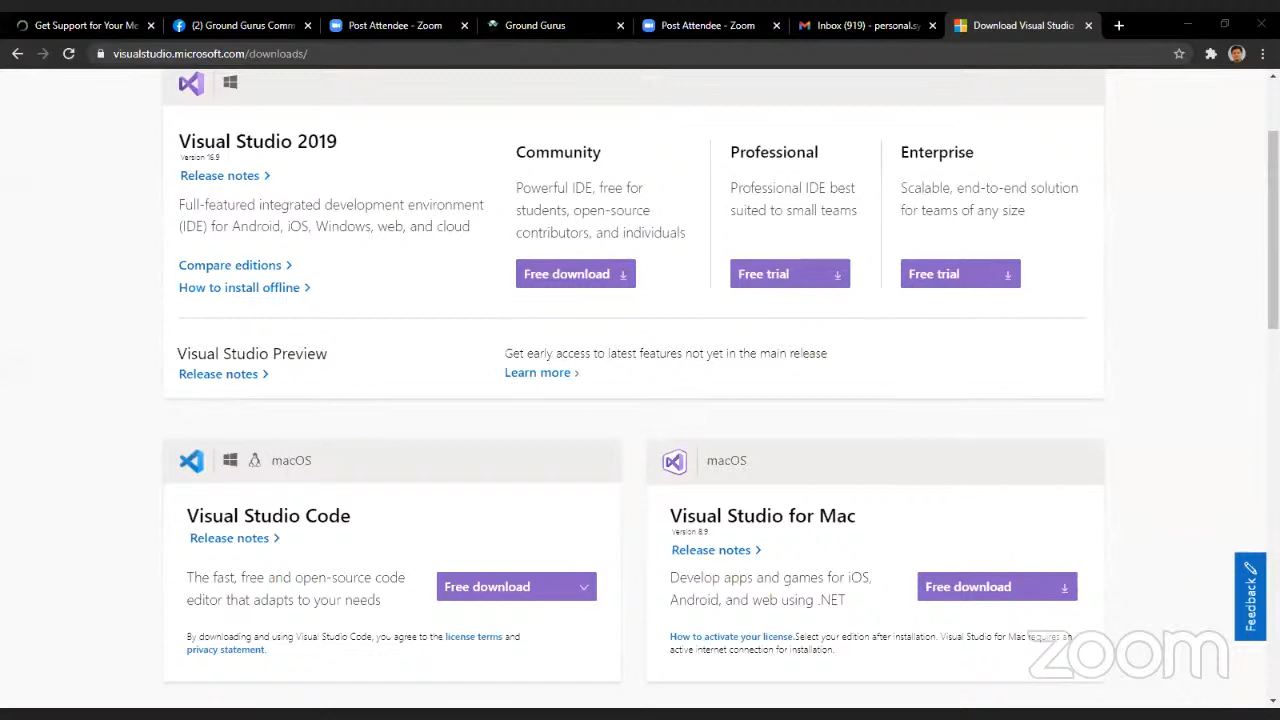 Get Support for Your Me
(2) Ground Gurus Comm
Post Attendee - Zoom
Ground Gurus
Post Attendee - Zoom
Inbox (919) - personal.sy
Download Visual Studio
visualstudio.microsoft.com/downloads/
Visual Studio 2019
Version 16.9
Release notes
Full-featured integrated development environment
(IDE) for Android, iOS, Windows, web, and cloud
Compare editions
How to install offline
Community
Powerful IDE, free for
students, open-source
contributors, and individuals
Free download
Professional
Professional IDE best
suited to small teams
Free trial
Enterprise
Scalable, end-to-end solution
for teams of any size
Free trial
Visual Studio Preview
Release notes
Get early access to latest features not yet in the main release
Learn more
macOS
Visual Studio Code
Release notes
The fast, free and open-source code
editor that adapts to your needs
Free download
By downloading and using Visual Studio Code, you agree to the license terms and
privacy statement.
macOS
Visual Studio for Mac
Version 8.9
Release notes
Develop apps and games for iOS,
Android, and web using .NET
Free download
How to activate your license.Select your edition after installation. Visual Studio for Mac requires an
active internet connection for installation.
Feedback
zoom